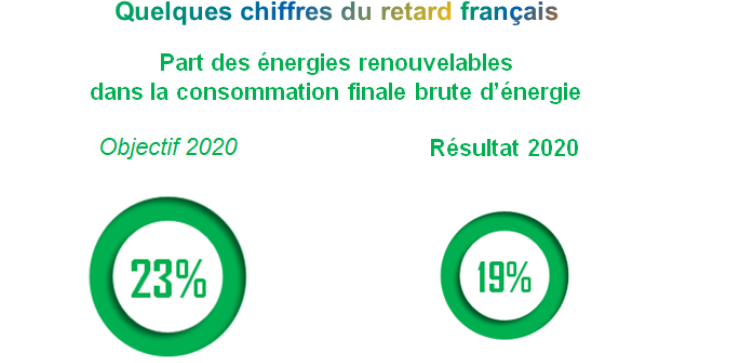 Quelques chiffres du retard français
Part des énergies renouvelables
dans la consommation finale brute d’énergie
Objectif 2020
Résultat 2020
23%
19%